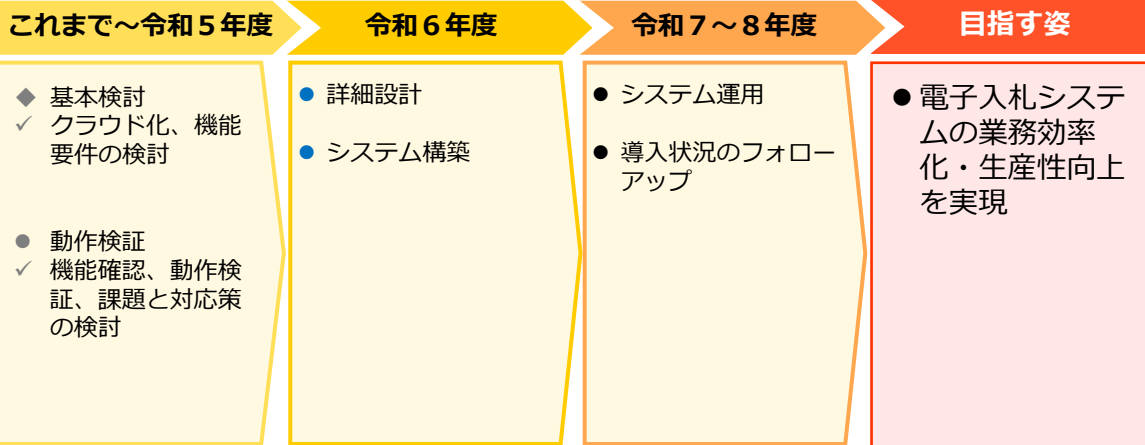 これまで～令和５年度
令和６年度
令和７～８年度
目指す姿
◆ 基本検討
✓ クラウド化、機能
要件の検討
● 動作検証
✓ 機能確認、動作検
証、課題と対応策
の検討
● 詳細設計
● システム構築
● システム運用
● 導入状況のフォロー
アップ
● 電子入札システ
ムの業務効率
化・生産性向上
を実現